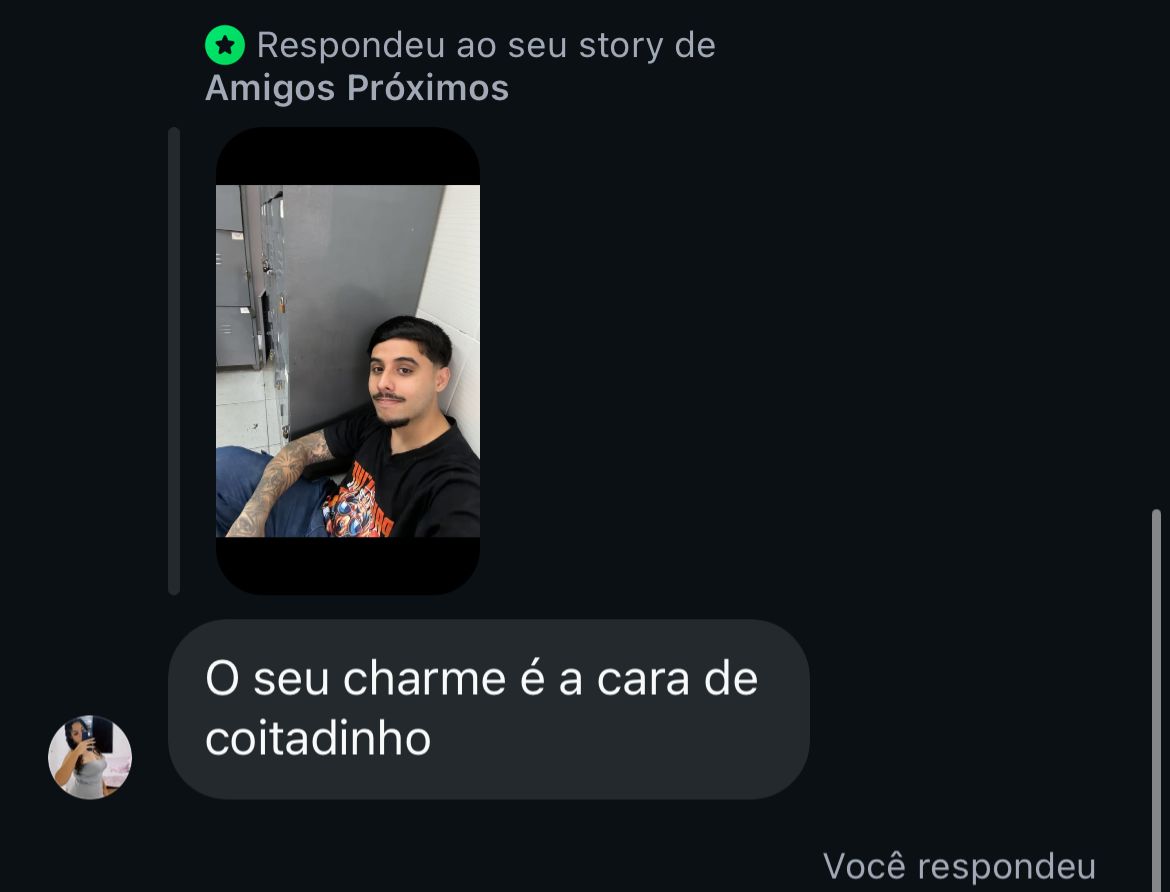 Respondeu ao seu story de
Amigos Próximos
O seu charme é a cara de
coitadinho
Você respondeu